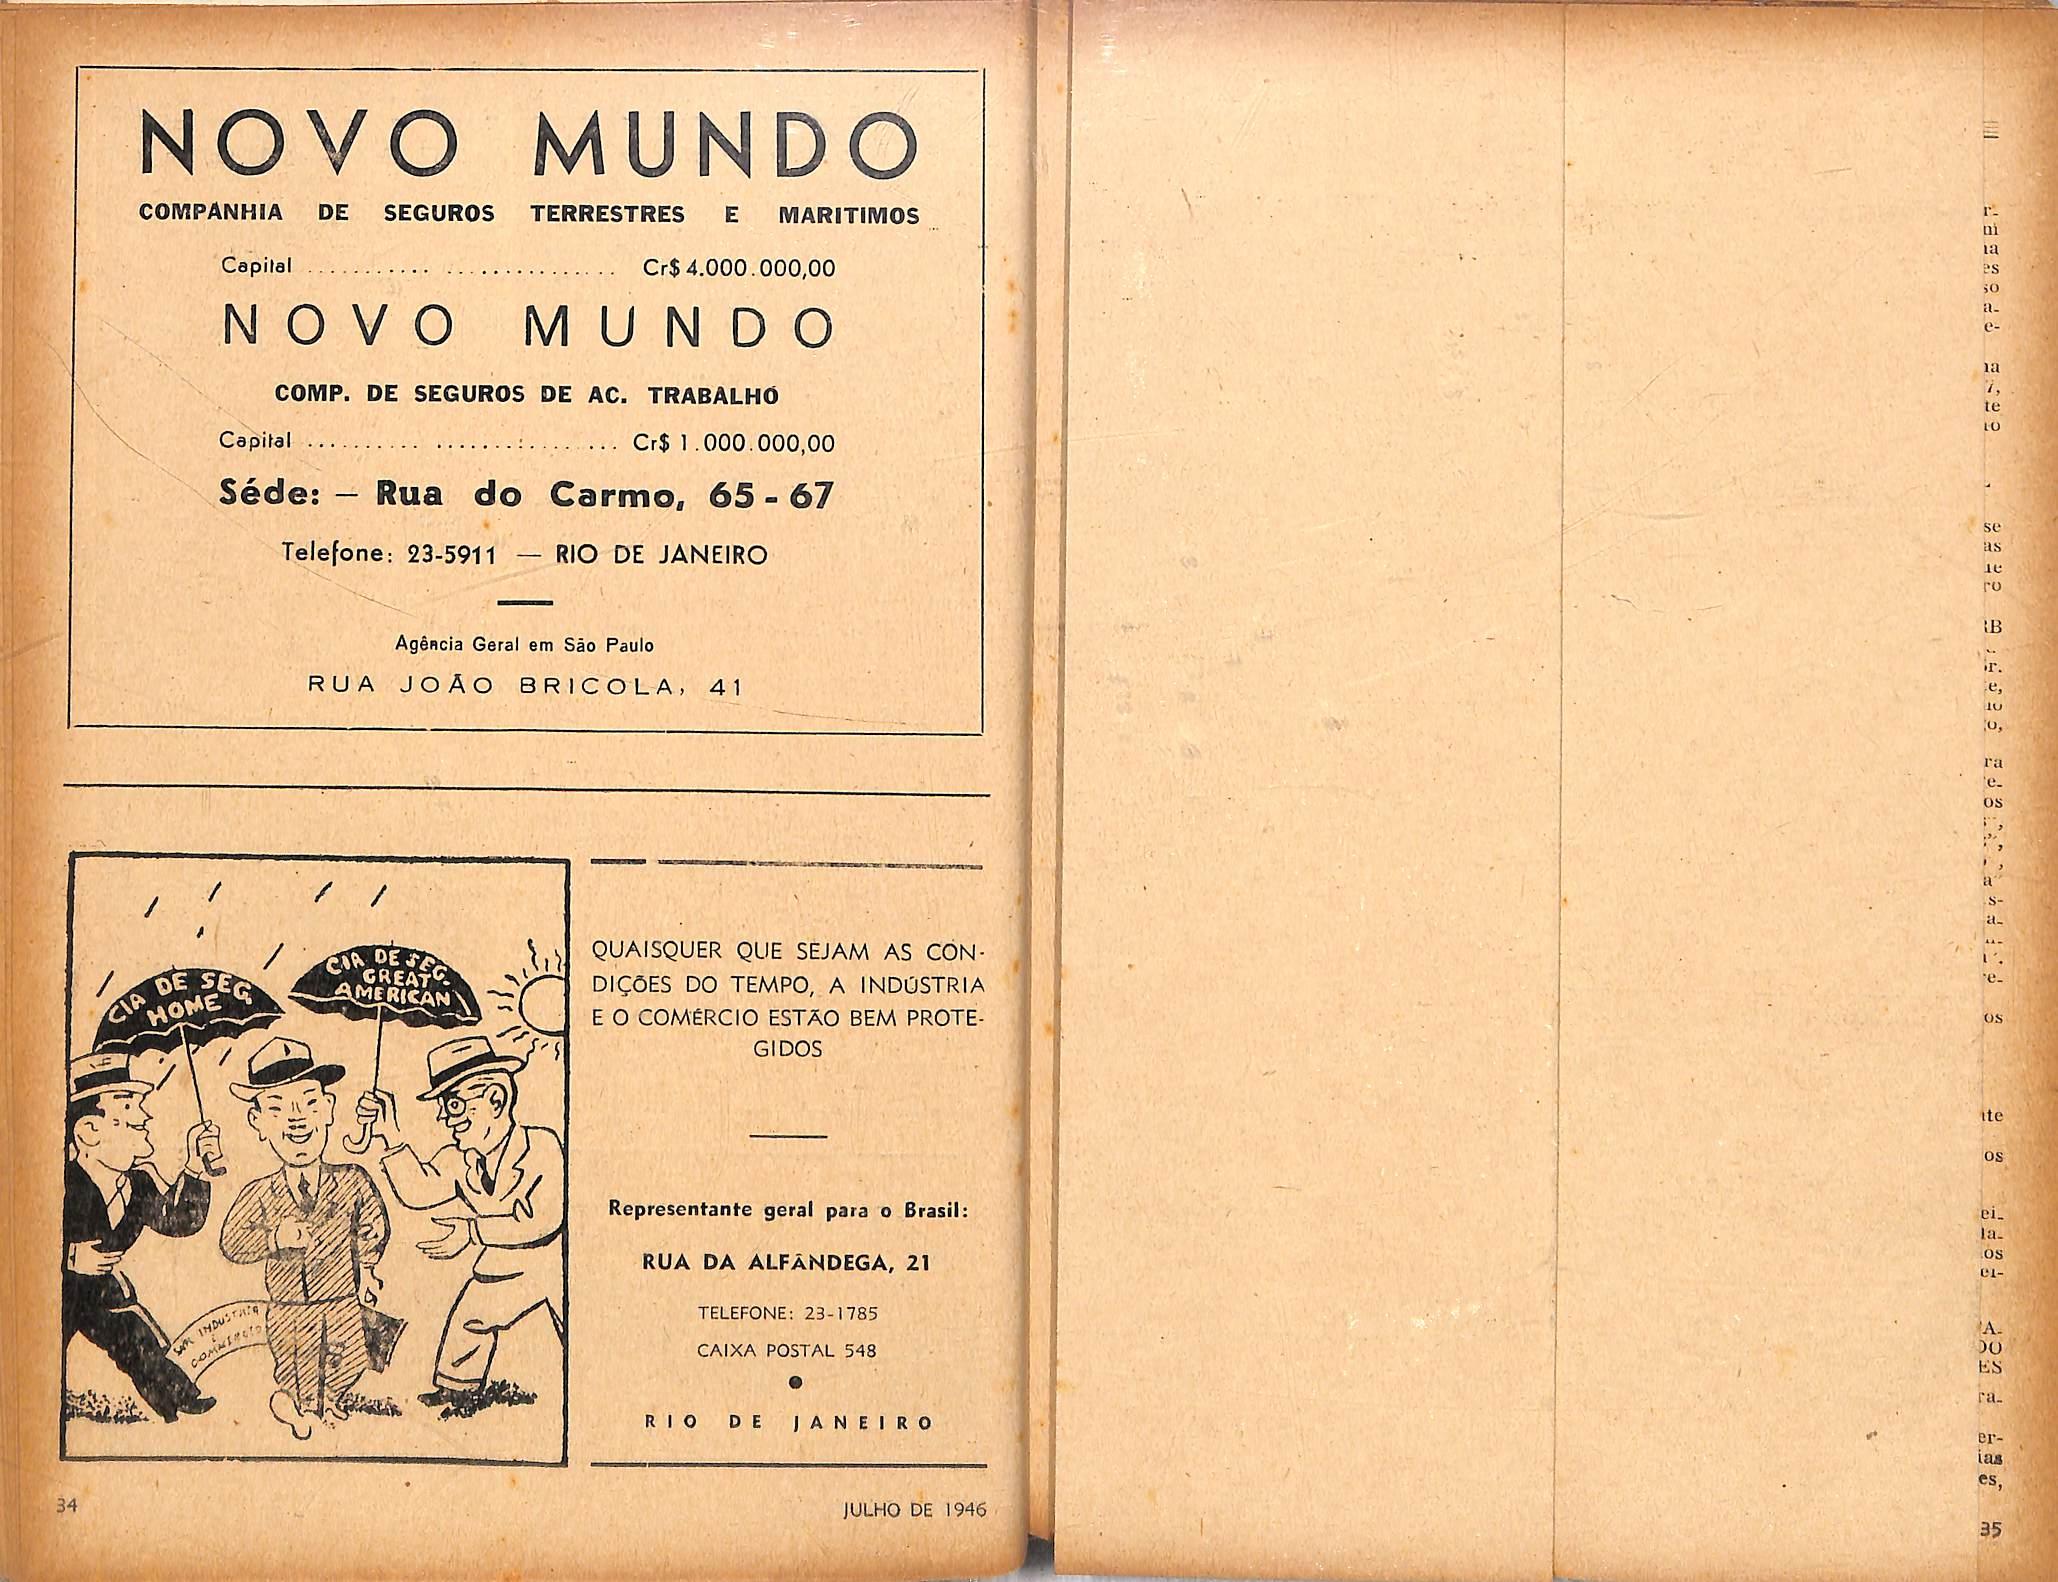 NOVO MUNDO
COMPANHIA DE SEGUROS TERRESTRES E MARITIMOS
Capital ........... .............. Cr$ 4.000.000,00
NOVO MUNDO
COMP. DE SEGUROS DE AC. TRABALHO
Capital .......... ................ Cr$ 1.000.000,00
Séde: — Rua do Carmo, 65 - 67
Telefone: 23-5911 — RIO DE JANEIRO
Agência Geral em São Paulo
RUA JOÃO BRICOLA, 41
CIA DE SEG.
HOME
CIA DE SEG.
GREAT
AMERICAN
INDUSTRIA
E
QUAISQUER QUE SEJAM AS CON-
DIÇÕES DO TEMPO, A INDÚSTRIA
E O COMÉRCIO ESTÃO BEM PROTE-
GIDOS
Representante geral para o Brasil:
RUA DA ALFÂNDEGA, 21
TELEFONE: 23-1785
CAIXA POSTAL 548
RIO DE JANEIRO
34
JULHO DE 1946
35